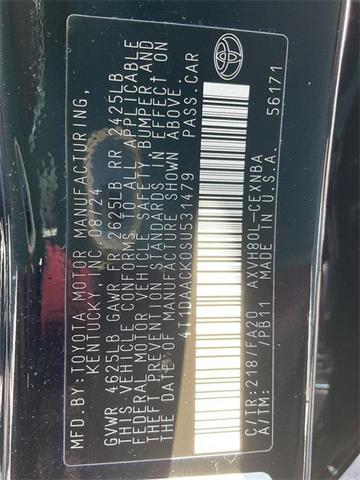 MFD.BY: TOYOTA MOTOR MANUFACTURING,
KENTUCKY, INC. 08/24
GVWR 4625LB GAWR FR 2625LB RR 2425LB
THIS VEHICLE CONFORMS TO ALL APPLICABLE
FEDERAL MOTOR VEHICLE SAFETY BUMPER AND
THEFT PREVENTION STANDARDS IN EFFECT ON
THE DATE OF MANUFACTURE SHOWN ABOVE.
4T1DAACK0SU531479 PASS.CAR
C/TR:218/FA20 AXVH80L-CEXNBA
A/TM: /PB11 MADE IN U.S.A.
56171
TOYOTA